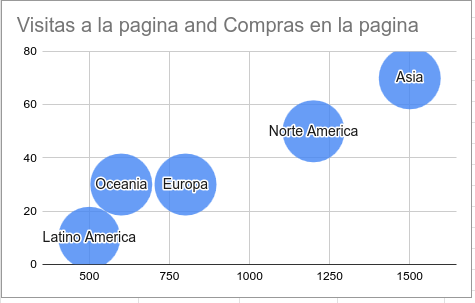 Visitas a la pagina and Compras en la pagina
80
Asia
60
Norte America
40
Oceania Europa
20
Latino America
0
500 750 1000 1250 1500